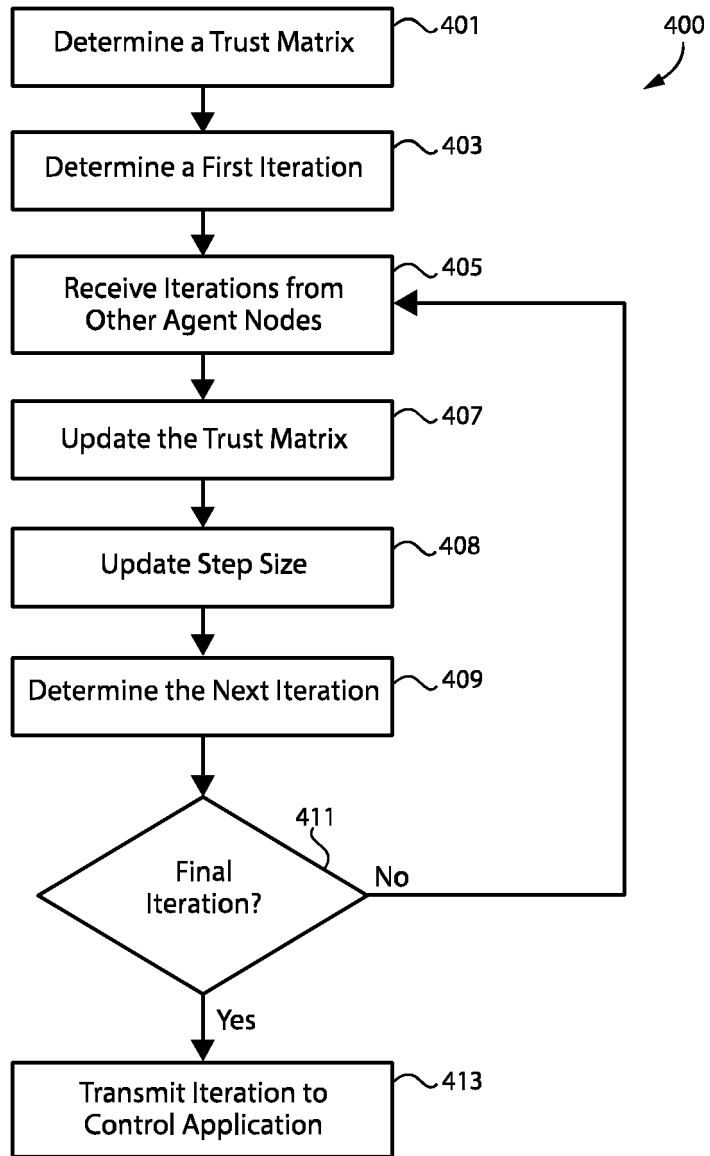 Determine a Trust Matrix
401
400
Determine a First Iteration
403
Receive Iterations from
Other Agent Nodes
405
Update the Trust Matrix
407
Update Step Size
408
Determine the Next Iteration
409
411
Final
Iteration?
No
Yes
Transmit Iteration to
Control Application
413